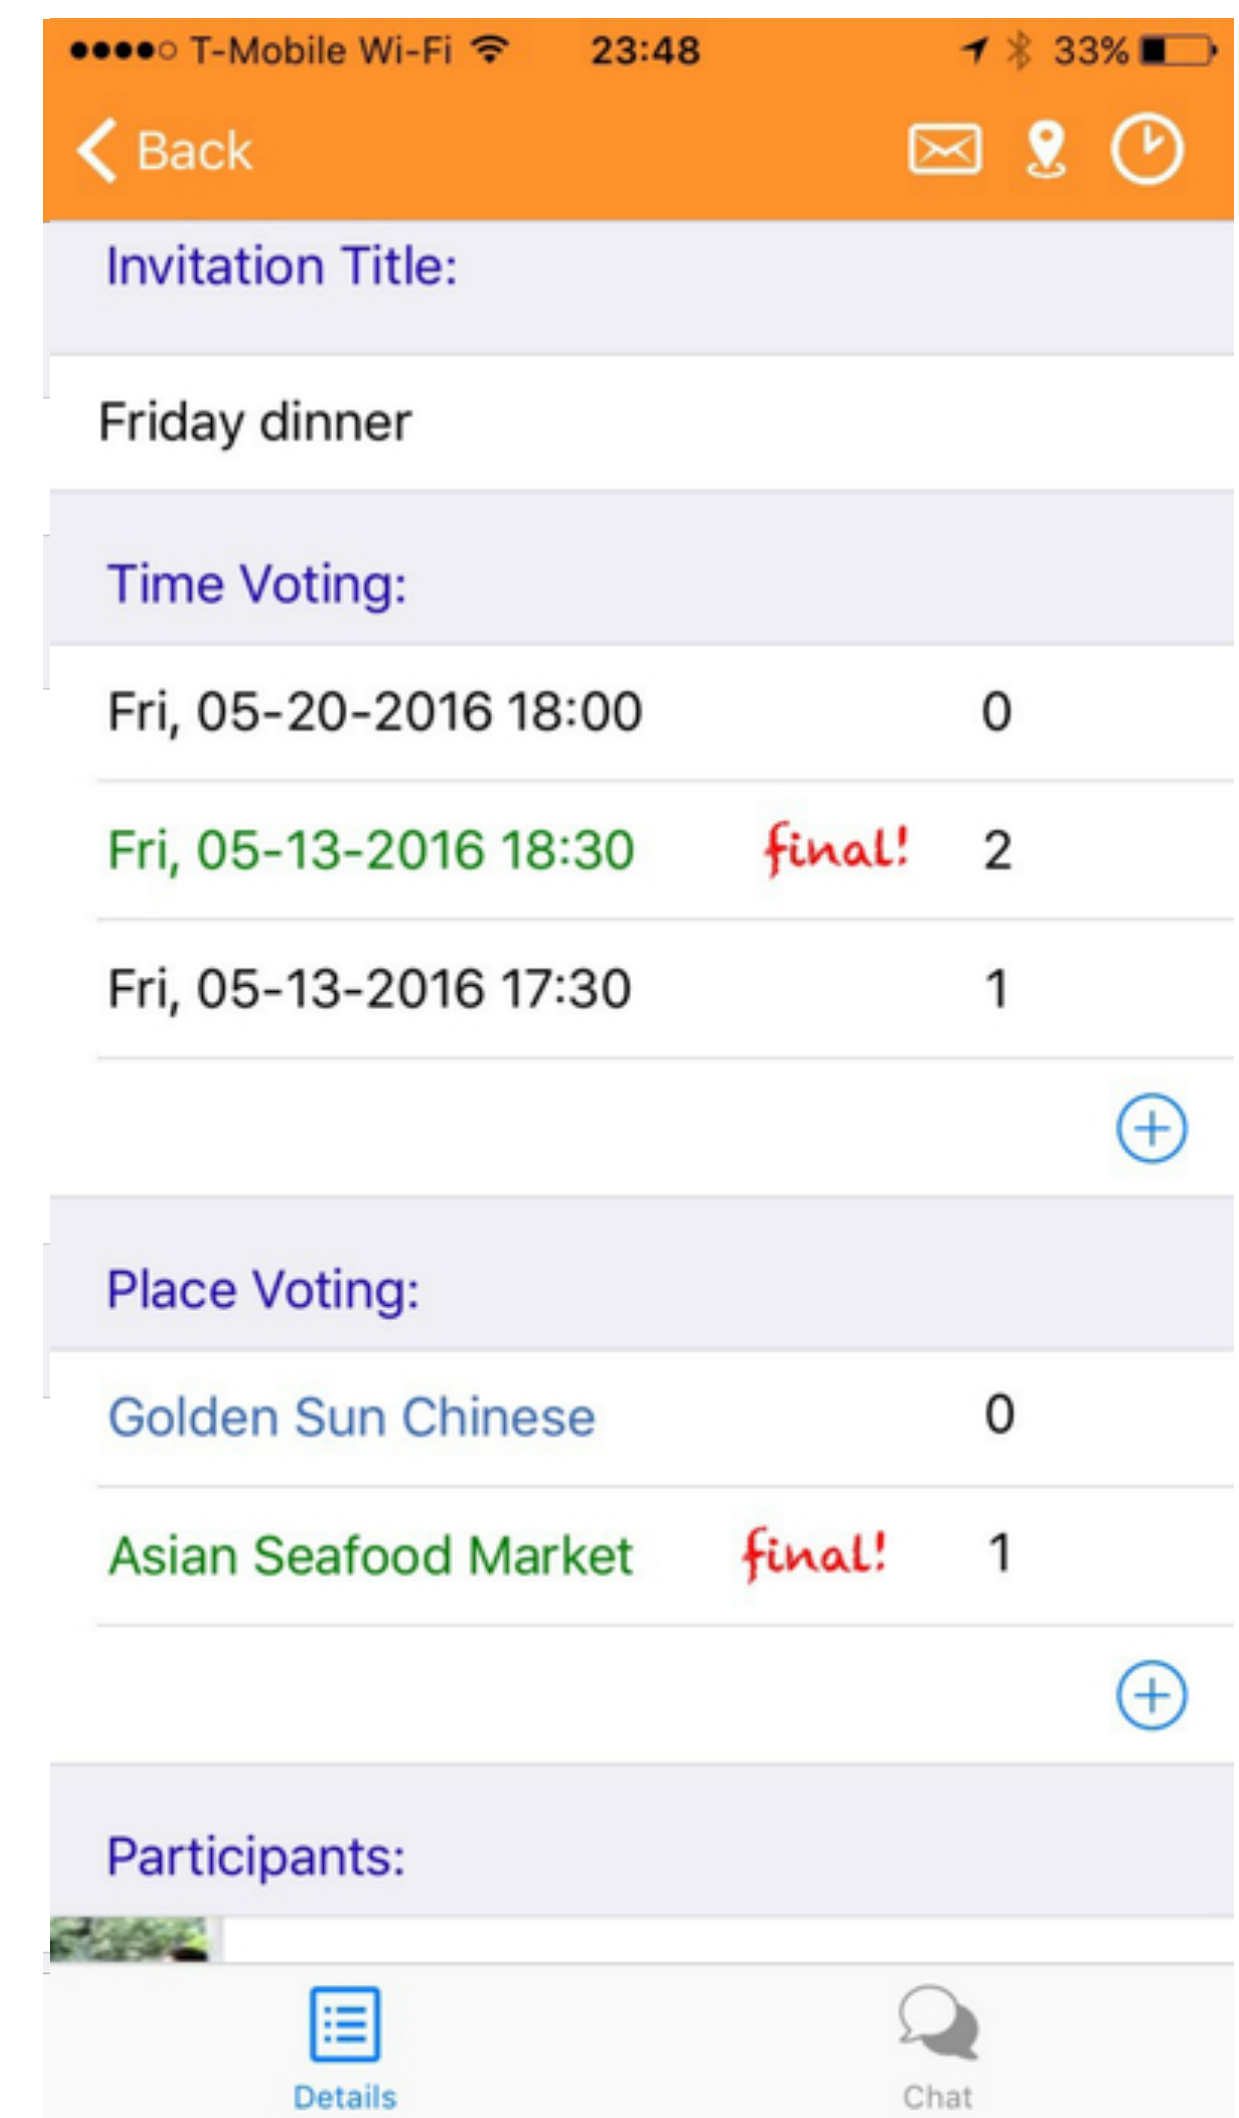 T-Mobile Wi-Fi 23:48 33%
Back
Invitation Title:
Friday dinner
Time Voting:
Fri, 05-20-2016 18:00 0
Fri, 05-13-2016 18:30 final! 2
Fri, 05-13-2016 17:30 1
Place Voting:
Golden Sun Chinese 0
Asian Seafood Market final! 1
Participants:
Details Chat